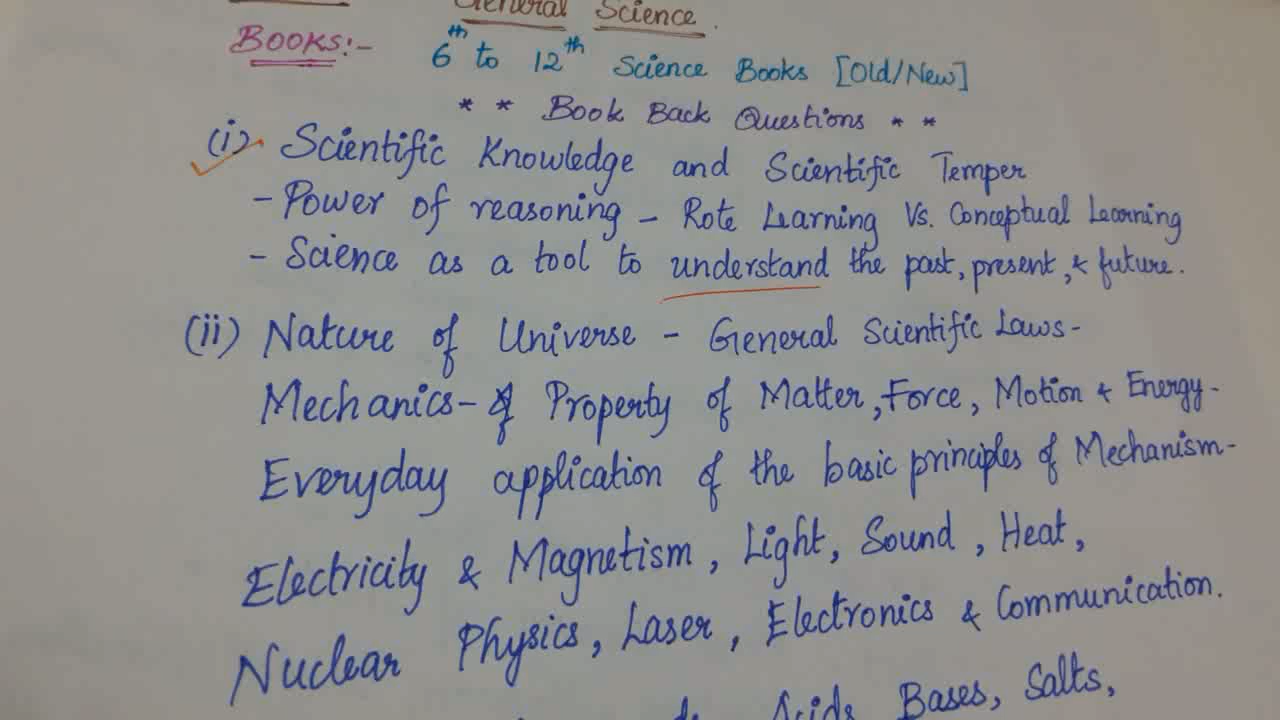 General Science.
Books:- 6th to 12th Science Books [Old/New]
* * Book Back Questions * *
(i) Scientific Knowledge and Scientific Temper
- Power of reasoning - Rote Learning Vs. Conceptual Learning
- Science as a tool to understand the past, present, & future.
(ii) Nature of Universe - General Scientific Laws -
Mechanics - Property of Matter, Force, Motion & Energy -
Everyday application of the basic principles of Mechanism -
Electricity & Magnetism, Light, Sound, Heat,
Nuclear Physics, Laser, Electronics & Communication.
Acids, Bases, Salts,